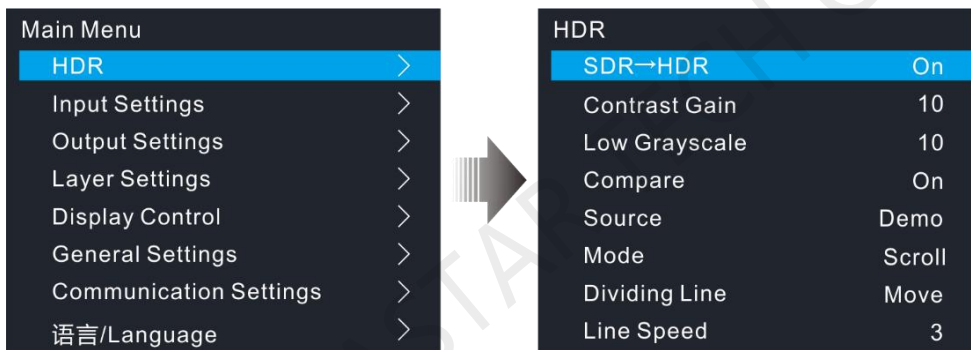 Main Menu
HDR
Input Settings
Output Settings
Layer Settings
Display Control
General Settings
Communication Settings
语言/Language
HDR
SDR→HDR On
Contrast Gain 10
Low Grayscale 10
Compare On
Source Demo
Mode Scroll
Dividing Line Move
Line Speed 3